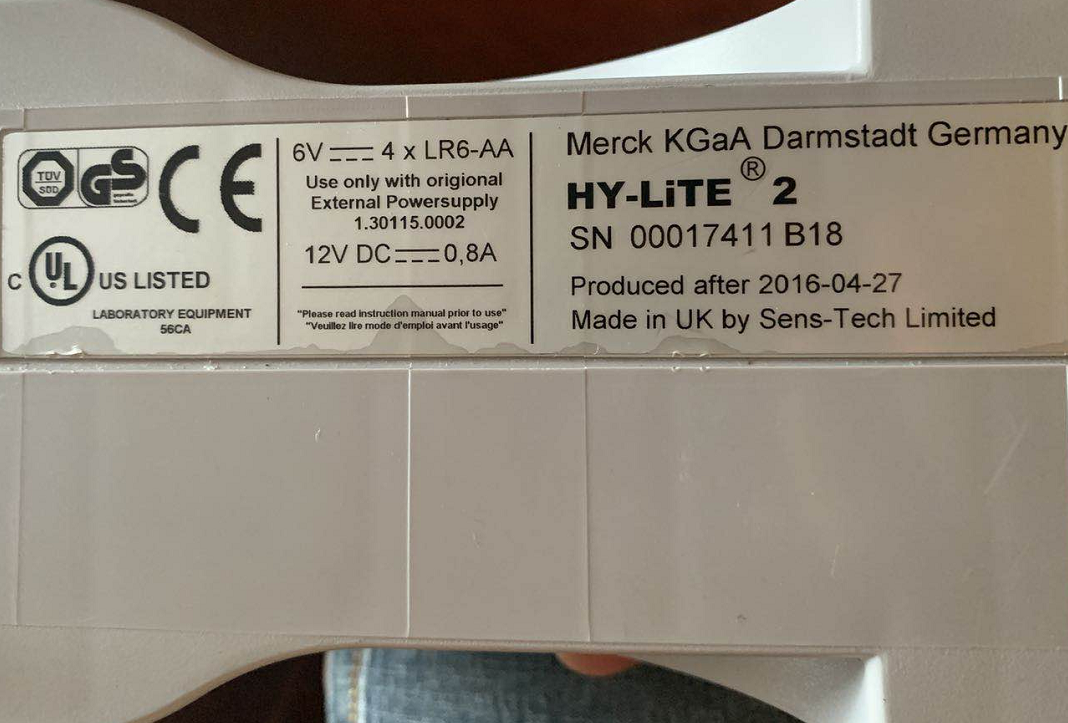 TÜV
SÜD
GS
geprüfte
Sicherheit
CE
C UL US LISTED
LABORATORY EQUIPMENT
56CA
6V ⎓ 4 x LR6-AA
Use only with origional
External Powersupply
1.30115.0002
12V DC ⎓ 0,8A
"Please read instruction manual prior to use"
"Veuillez lire mode d'emploi avant l'usage"
Merck KGaA Darmstadt Germany
HY-LiTE ® 2
SN 00017411 B18
Produced after 2016-04-27
Made in UK by Sens-Tech Limited